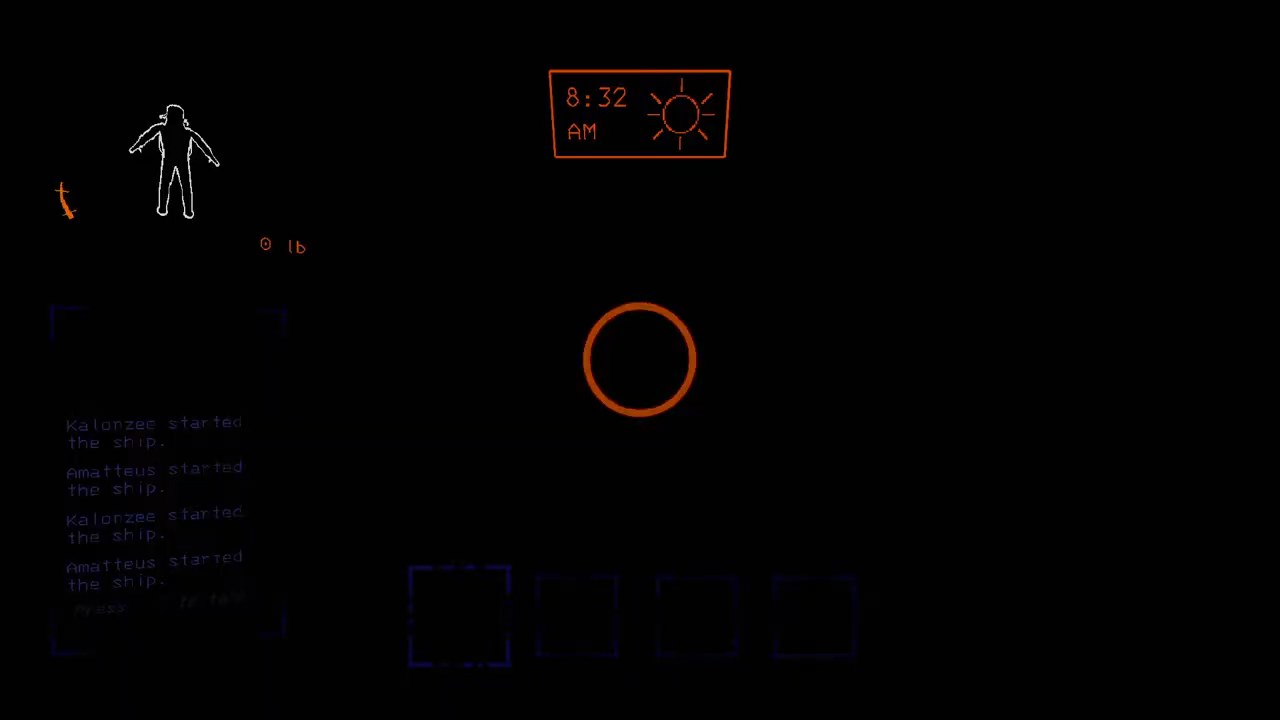 8:32
AM
0 lb
Kalonzee started
the ship.
Amatteus started
the ship.
Kalonzee started
the ship.
Amatteus started
the ship.
Press